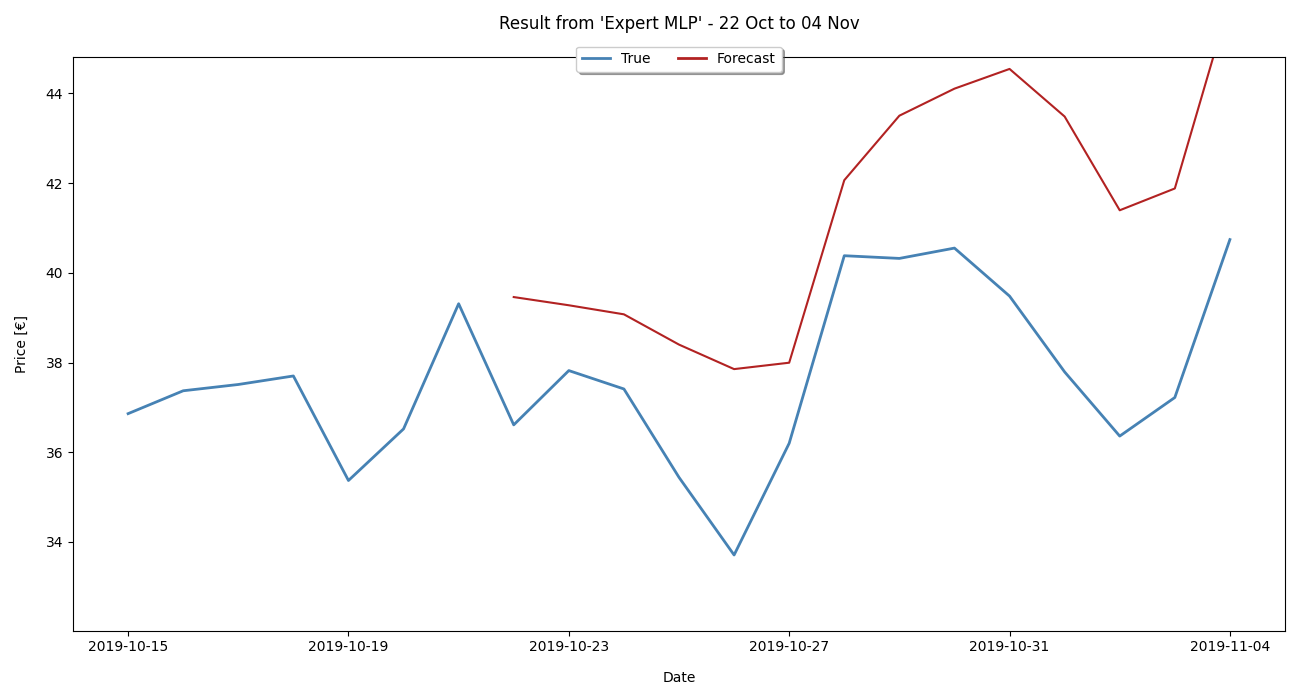 Result from 'Expert MLP' - 22 Oct to 04 Nov
True Forecast
44
42
40
38
36
34
Price [€]
2019-10-15 2019-10-19 2019-10-23 2019-10-27 2019-10-31 2019-11-04
Date